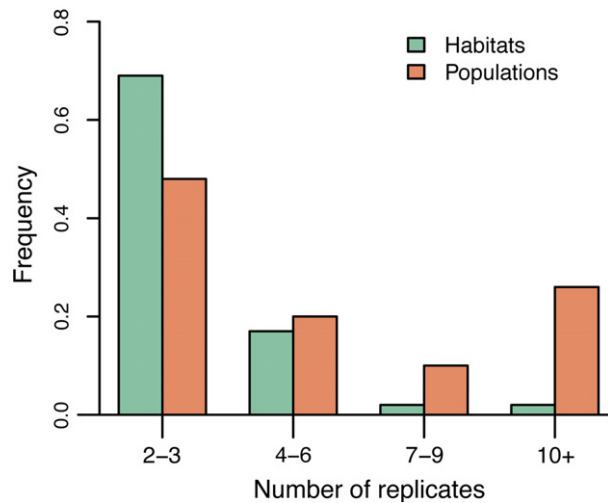 Habitats
Populations
Frequency
0.8
0.6
0.4
0.2
0.0
2–3 4–6 7–9 10+
Number of replicates